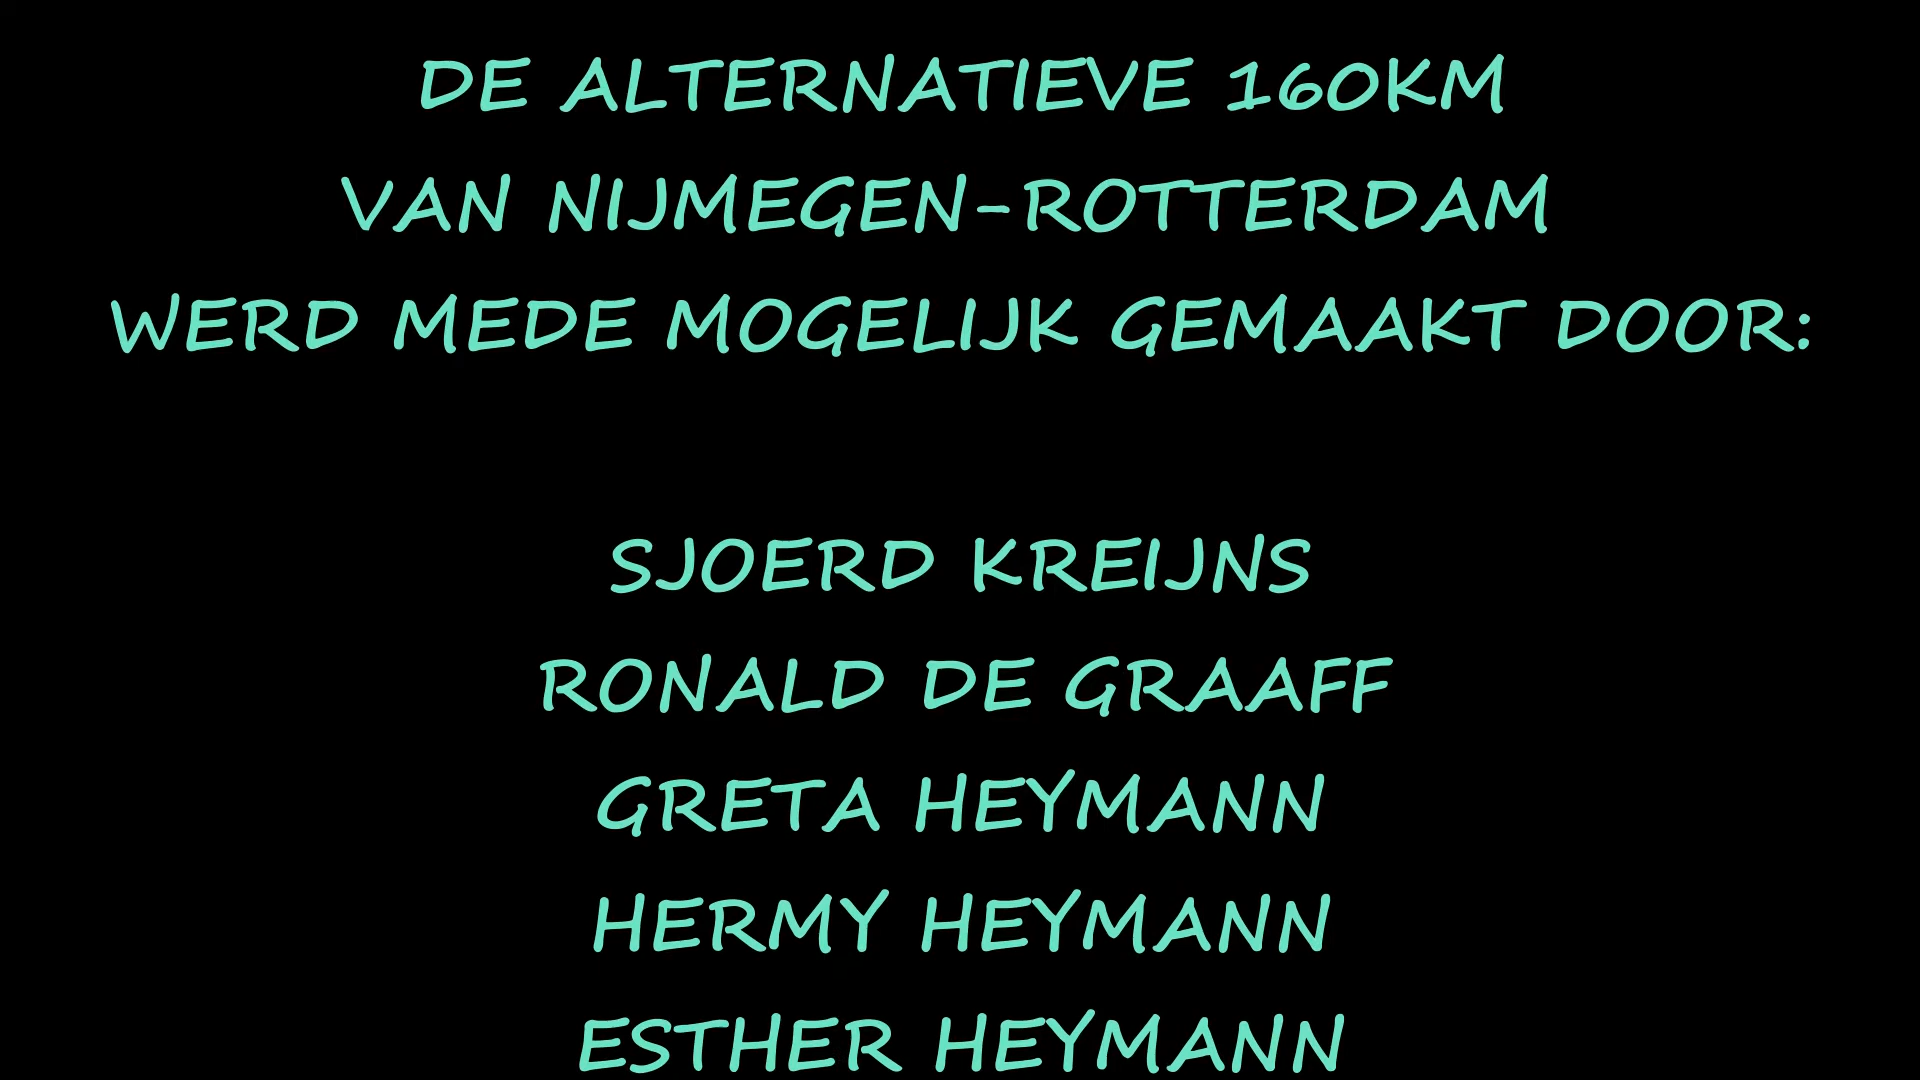 DE ALTERNATIEVE 160KM
VAN NIJMEGEN-ROTTERDAM
WERD MEDE MOGELIJK GEMAAKT DOOR:
SJOERD KREIJNS
RONALD DE GRAAFF
GRETA HEYMANN
HERMY HEYMANN
ESTHER HEYMANN